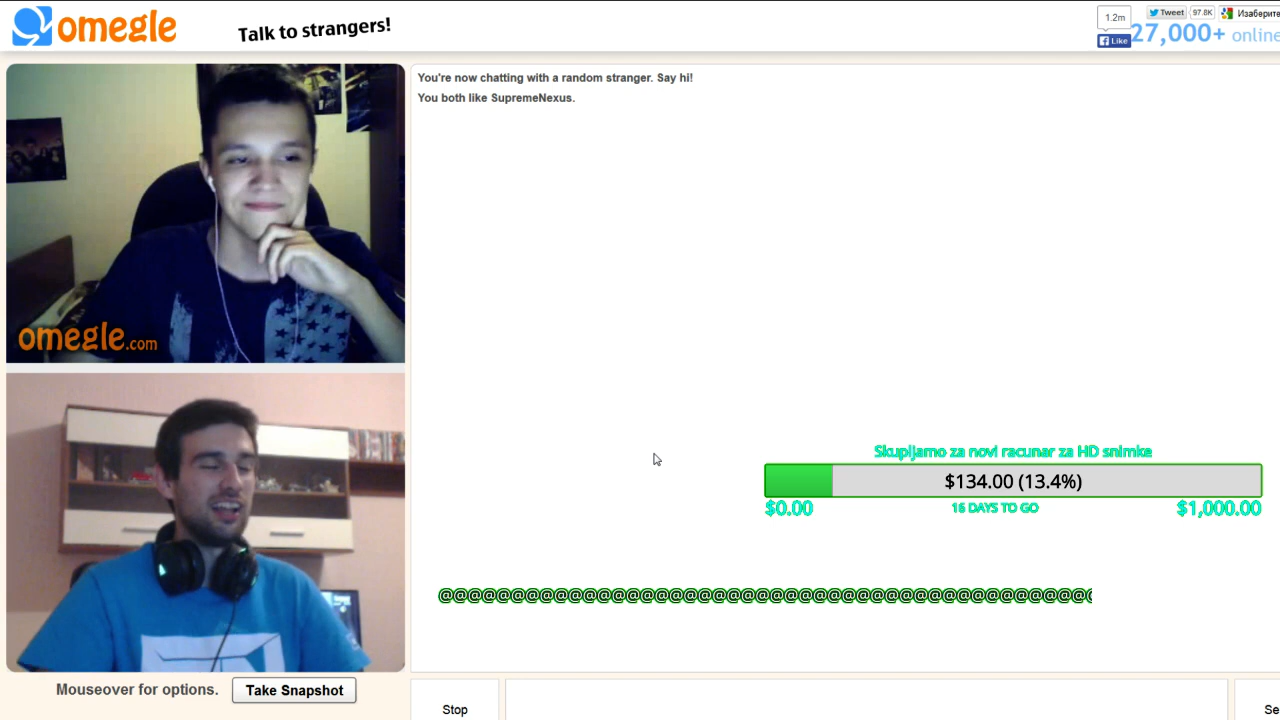 omegle
Talk to strangers!
1.2m
Like
Tweet
97.8K
Изаберите
27,000+ online
You're now chatting with a random stranger. Say hi!
You both like SupremeNexus.
omegle.com
Skupljamo za novi racunar za HD snimke
$134.00 (13.4%)
$0.00
16 DAYS TO GO
$1,000.00
@@@@@@@@@@@@@@@@@@@@@@@@@@@@@@@@@@@@@@@@@@@@@
Mouseover for options.
Take Snapshot
Stop
Se